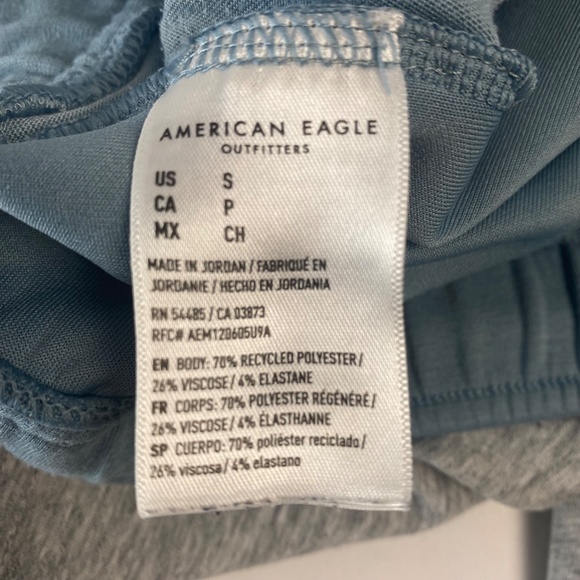 AMERICAN EAGLE
OUTFITTERS
US S
CA P
MX CH
MADE IN JORDAN / FABRIQUÉ EN
JORDANIE / HECHO EN JORDANIA
RN 54485 / CA 03873
RFC# AEM120605U9A
EN BODY: 70% RECYCLED POLYESTER/
26% VISCOSE / 4% ELASTANE
FR CORPS: 70% POLYESTER RÉGÉNÉRÉ/
26% VISCOSE / 4% ÉLASTHANNE
SP CUERPO: 70% poliéster reciclado/
26% viscosa / 4% elastano